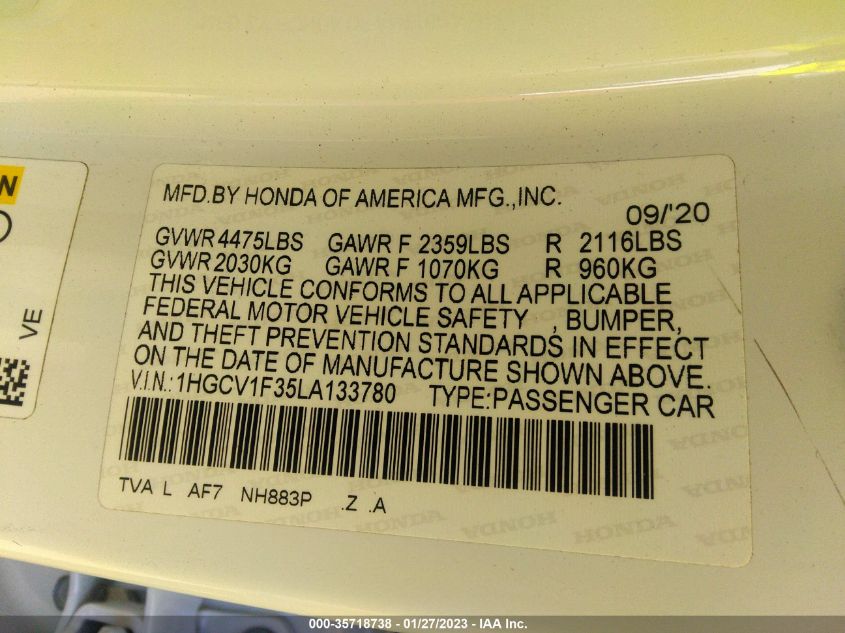 MFD.BY HONDA OF AMERICA MFG.,INC.
09/'20
GVWR 4475LBS GAWR F 2359LBS R 2116LBS
GVWR 2030KG GAWR F 1070KG R 960KG
THIS VEHICLE CONFORMS TO ALL APPLICABLE
FEDERAL MOTOR VEHICLE SAFETY , BUMPER,
AND THEFT PREVENTION STANDARDS IN EFFECT
ON THE DATE OF MANUFACTURE SHOWN ABOVE.
V.I.N.:1HGCV1F35LA133780 TYPE:PASSENGER CAR
TVA L AF7 NH883P .Z .A
VE
000-35718738 - 01/27/2023 - IAA Inc.